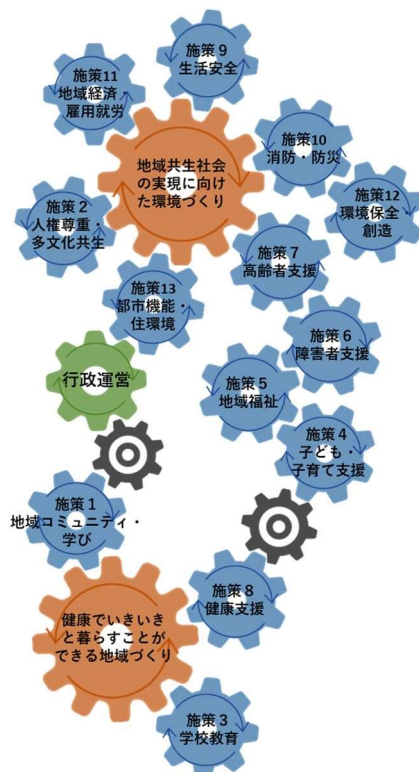 施策９
生活安全
施策11
地域経済・
雇用就労
施策10
消防・防災
地域共生社会
の実現に向け
た環境づくり
施策12
環境保全
創造
施策２
人権尊重・
多文化共生
施策７
高齢者支援
施策13
都市機能・
住環境
施策６
障害者支援
行政運営
施策５
地域福祉
施策４
子ども・
子育て支援
施策１
地域コミュニティ・
学び
施策８
健康支援
健康でいきいき
と暮らすことが
できる地域づくり
施策３
学校教育